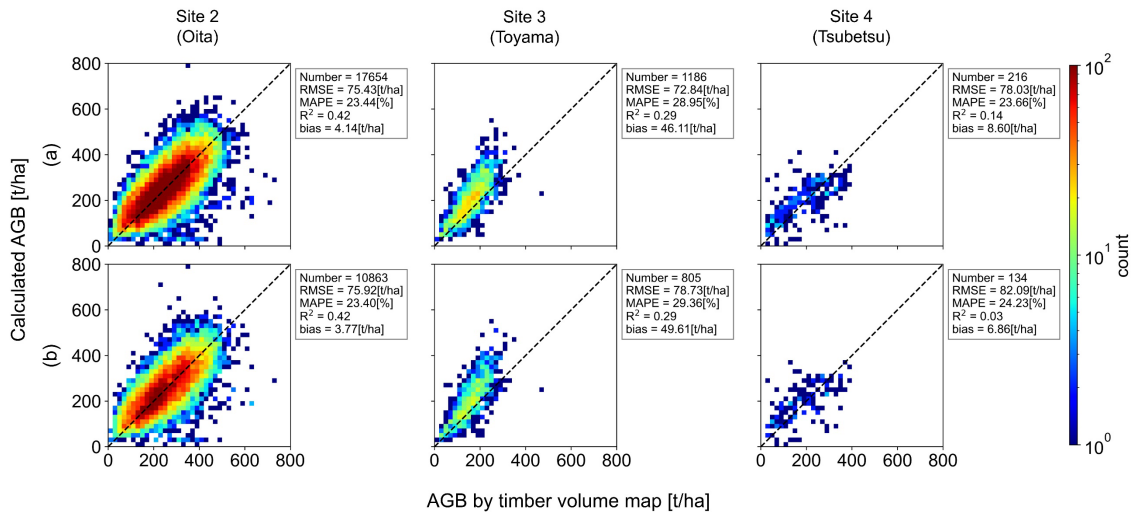 Site 2
(Oita)
Site 3
(Toyama)
Site 4
(Tsubetsu)
Calculated AGB [t/ha]
(a)
800
600
400
200
0
Number = 17654
RMSE = 75.43[t/ha]
MAPE = 23.44[%]
R² = 0.42
bias = 4.14[t/ha]
Number = 1186
RMSE = 72.84[t/ha]
MAPE = 28.95[%]
R² = 0.29
bias = 46.11[t/ha]
Number = 216
RMSE = 78.03[t/ha]
MAPE = 23.66[%]
R² = 0.14
bias = 8.60[t/ha]
(b)
800
600
400
200
0
Number = 10863
RMSE = 75.92[t/ha]
MAPE = 23.40[%]
R² = 0.42
bias = 3.77[t/ha]
Number = 805
RMSE = 78.73[t/ha]
MAPE = 29.36[%]
R² = 0.29
bias = 49.61[t/ha]
Number = 134
RMSE = 82.09[t/ha]
MAPE = 24.23[%]
R² = 0.03
bias = 6.86[t/ha]
0 200 400 600 800
0 200 400 600 800
0 200 400 600 800
AGB by timber volume map [t/ha]
10²
10¹
10⁰
count